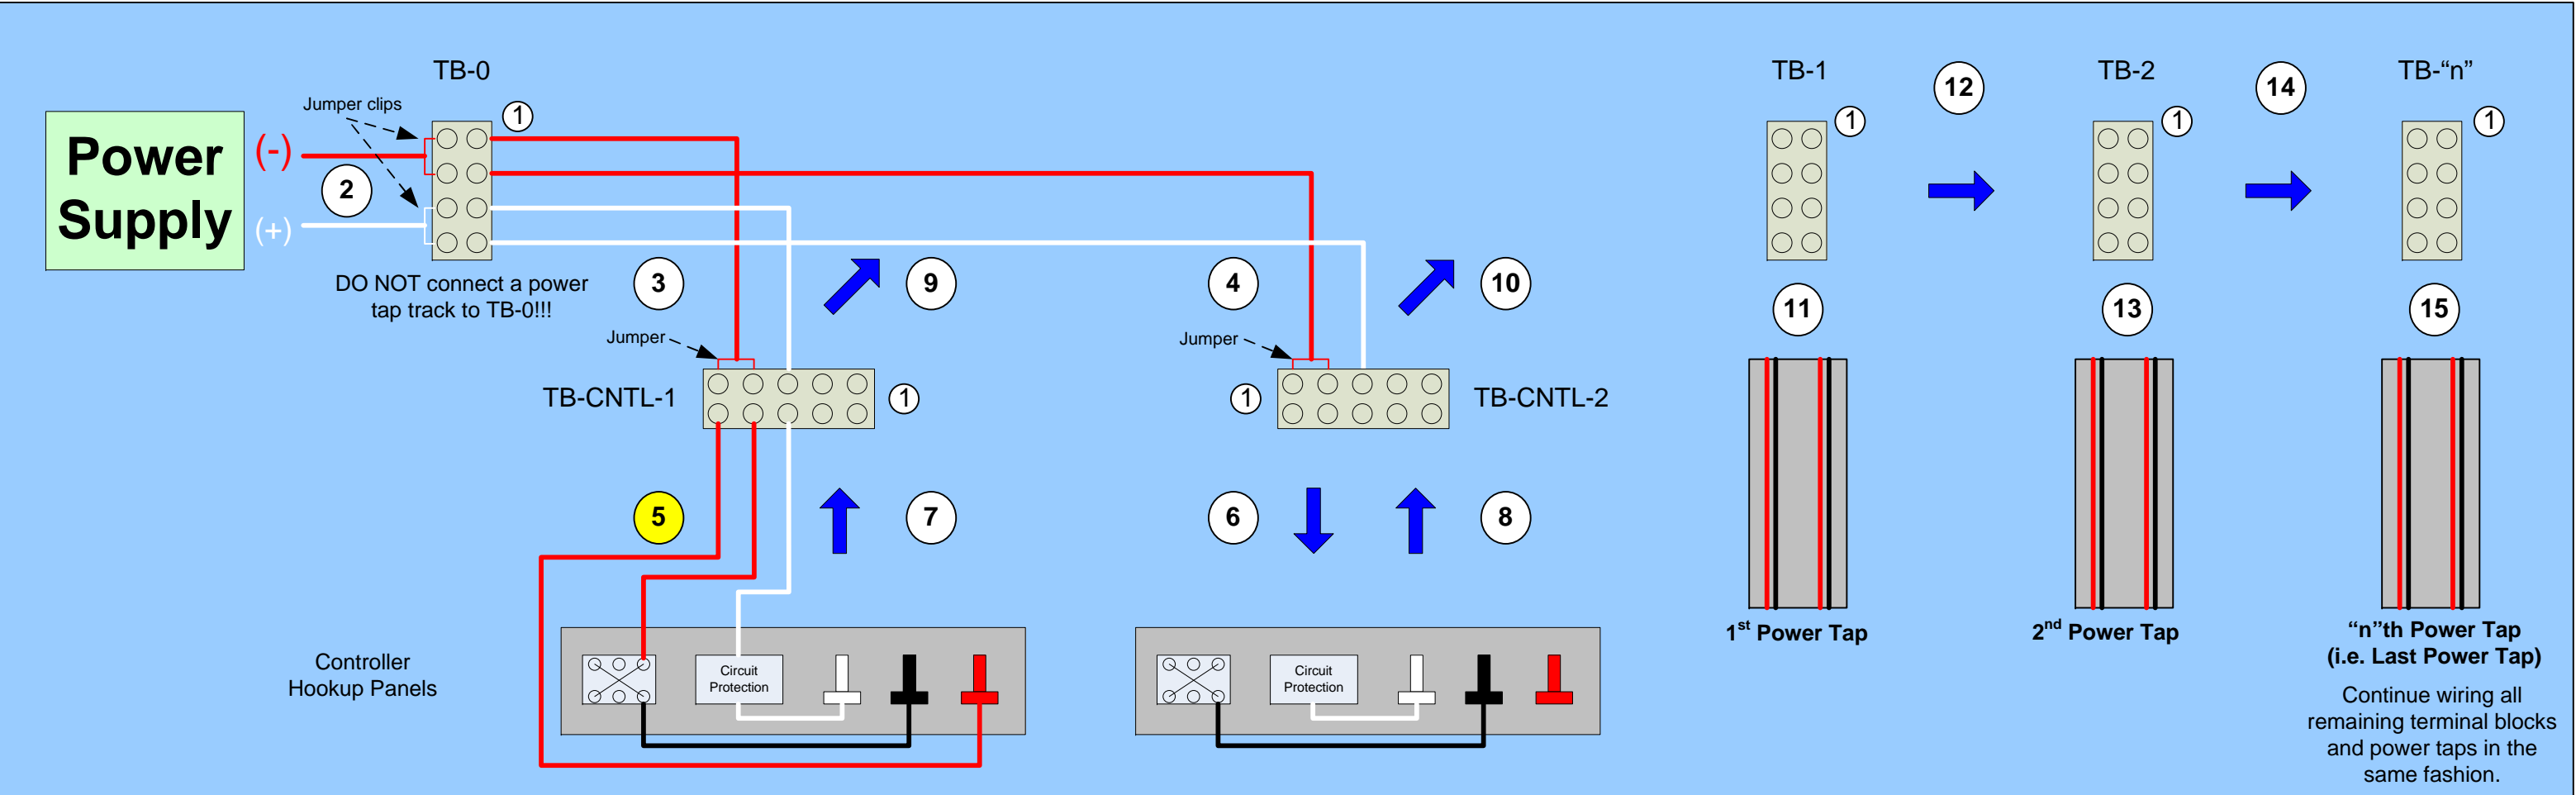 TB-0
TB-1
12
TB-2
14
TB-“n”
Jumper clips
1
1
1
1
Power
Supply
(-)
2
(+)
DO NOT connect a power
tap track to TB-0!!!
3
9
4
10
11
13
15
Jumper
Jumper
TB-CNTL-1
1
1
TB-CNTL-2
5
7
6
8
1st Power Tap
2nd Power Tap
“n”th Power Tap
(i.e. Last Power Tap)
Controller
Hookup Panels
Circuit
Protection
Circuit
Protection
Continue wiring all
remaining terminal blocks
and power taps in the
same fashion.